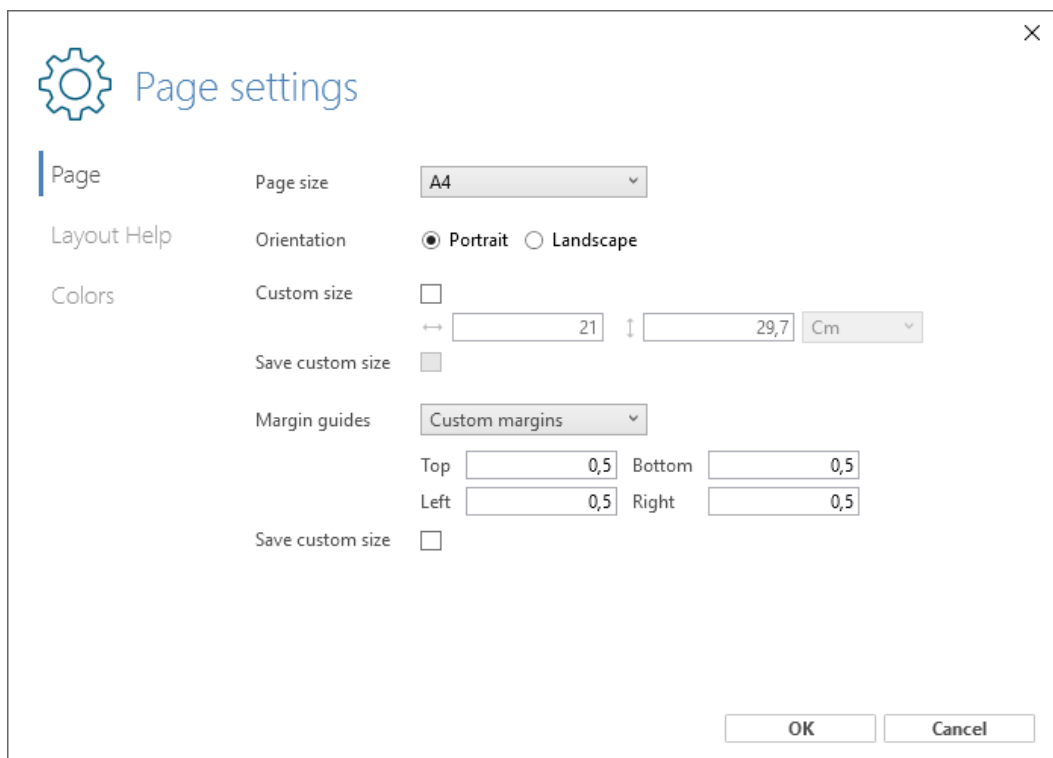 Page settings
Page
Layout Help
Colors
Page size A4
Orientation Portrait Landscape
Custom size
21 29,7 Cm
Save custom size
Margin guides Custom margins
Top 0,5 Bottom 0,5
Left 0,5 Right 0,5
Save custom size
OK Cancel